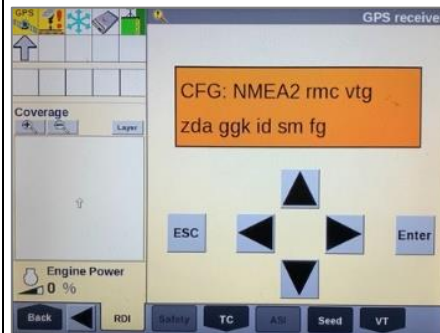 GPS
GPS receive
CFG: NMEA2 rmc vtg
zda ggk id sm fg
Coverage
Layer
ESC
Enter
Engine Power
0 %
Back
RDI
Safety
TC
ASI
Seed
VT